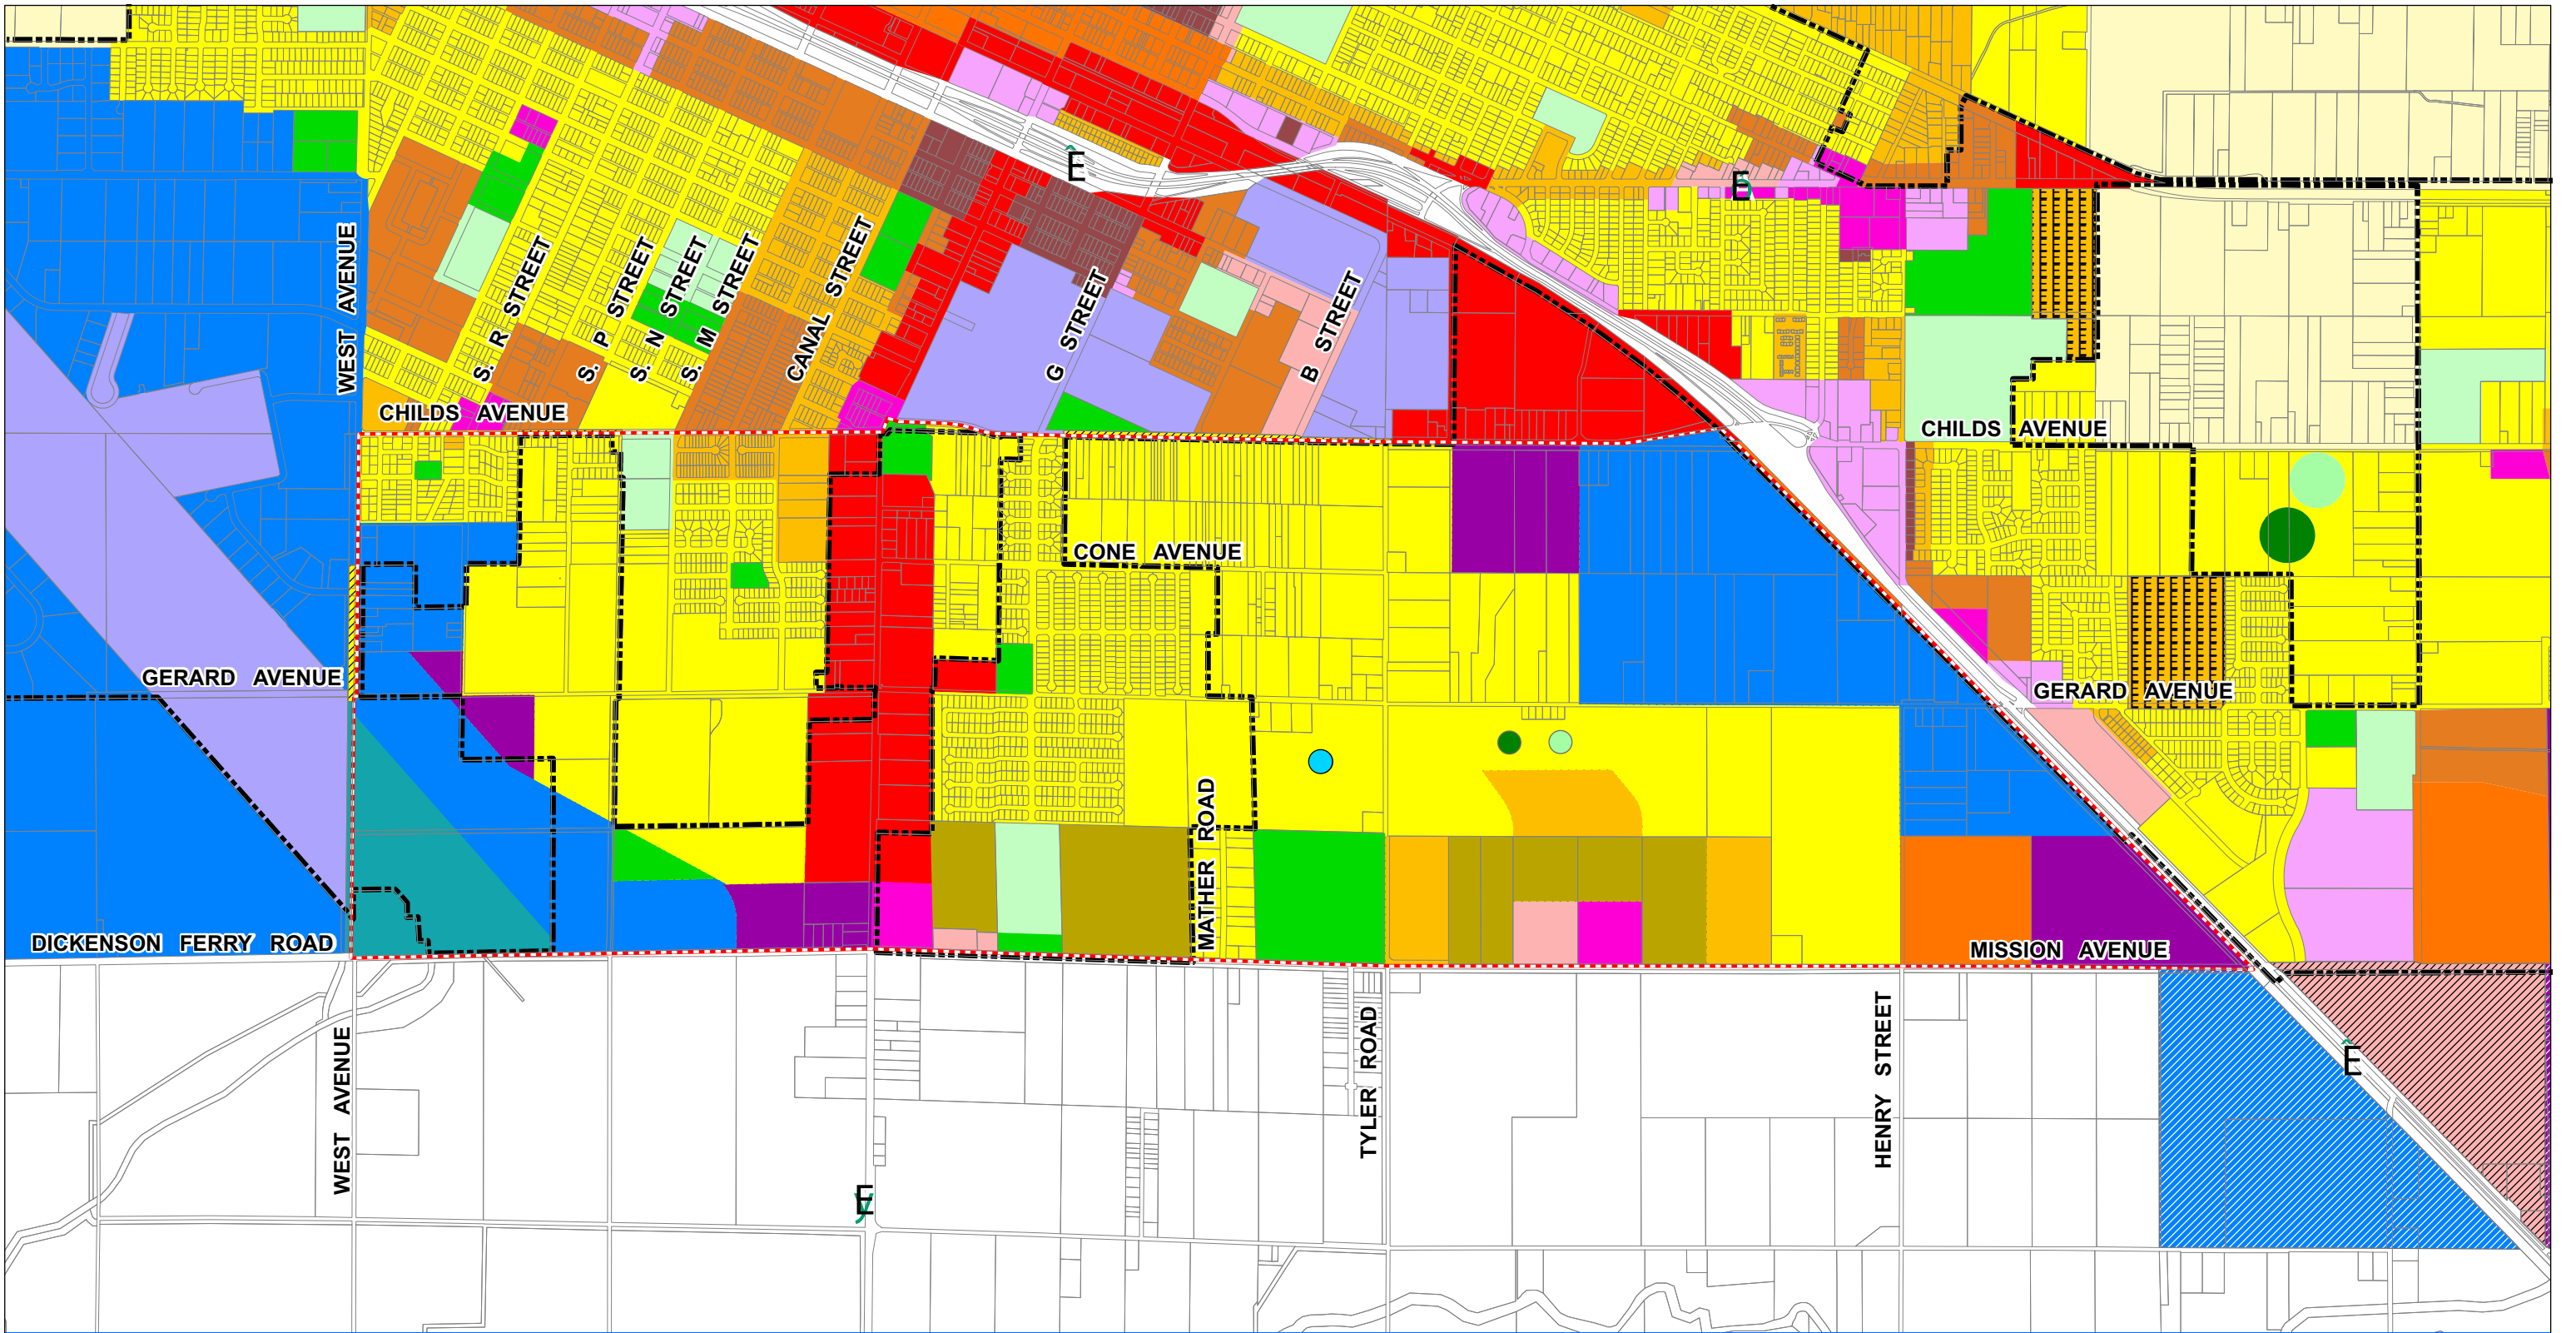 E
E
WEST AVENUE
S. R STREET
S. P STREET
S. N STREET
S. M STREET
CANAL STREET
G STREET
B STREET
CHILDS AVENUE
CHILDS AVENUE
CONE AVENUE
GERARD AVENUE
GERARD AVENUE
MATHER ROAD
DICKENSON FERRY ROAD
MISSION AVENUE
WEST AVENUE
TYLER ROAD
HENRY STREET
E
E